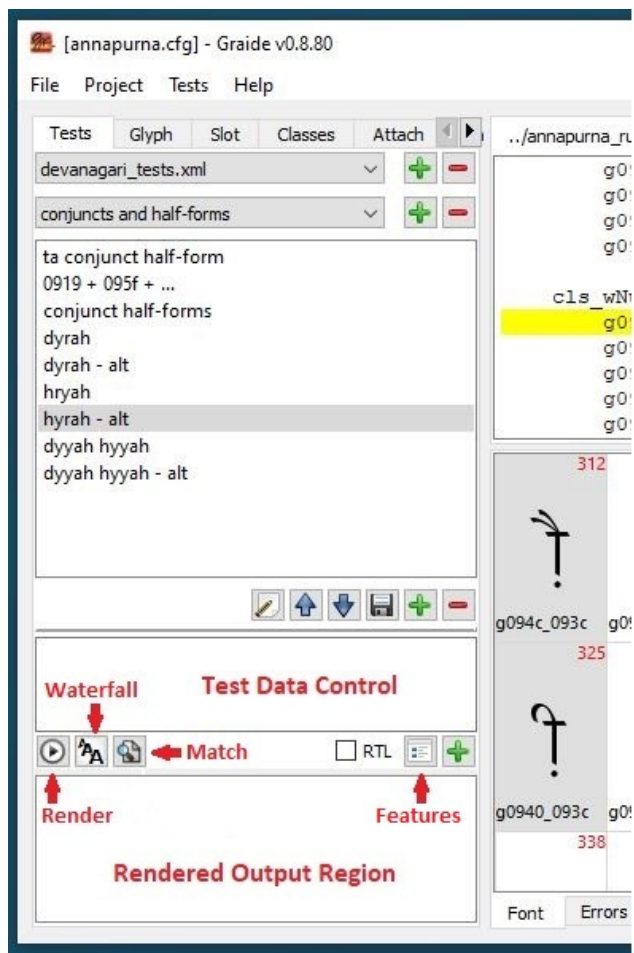 [annapurna.cfg] - Graide v0.8.80
File Project Tests Help
Tests Glyph Slot Classes Attach
devanagari_tests.xml
conjuncts and half-forms
ta conjunct half-form
0919 + 095f + ...
conjunct half-forms
dyrah
dyrah - alt
hryah
hyrah - alt
dyyah hyyah
dyyah hyyah - alt
Test Data Control
Waterfall
Match
RTL
Render
Features
Rendered Output Region
../annapurna_ru
cls_wNu
312
g094c_093c
325
g0940_093c
338
Font Errors